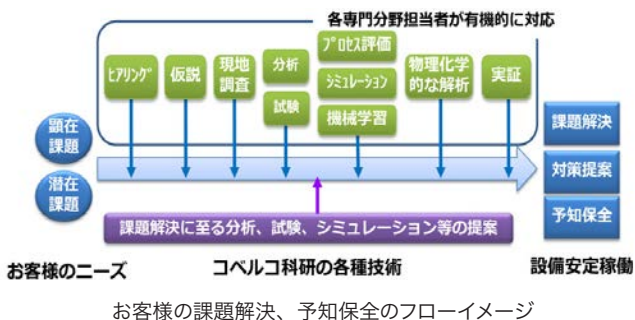 各専門分野担当者が有機的に対応
ﾋｱﾘﾝｸﾞ
仮説
現地
調査
分析
試験
ﾌﾟﾛｾｽ評価
ｼﾐｭﾚｰｼｮﾝ
機械学習
物理化学
的な解析
実証
顕在
課題
潜在
課題
課題解決
対策提案
予知保全
課題解決に至る分析、試験、シミュレーション等の提案
お客様のニーズ
コベルコ科研の各種技術
設備安定稼働
お客様の課題解決、予知保全のフローイメージ